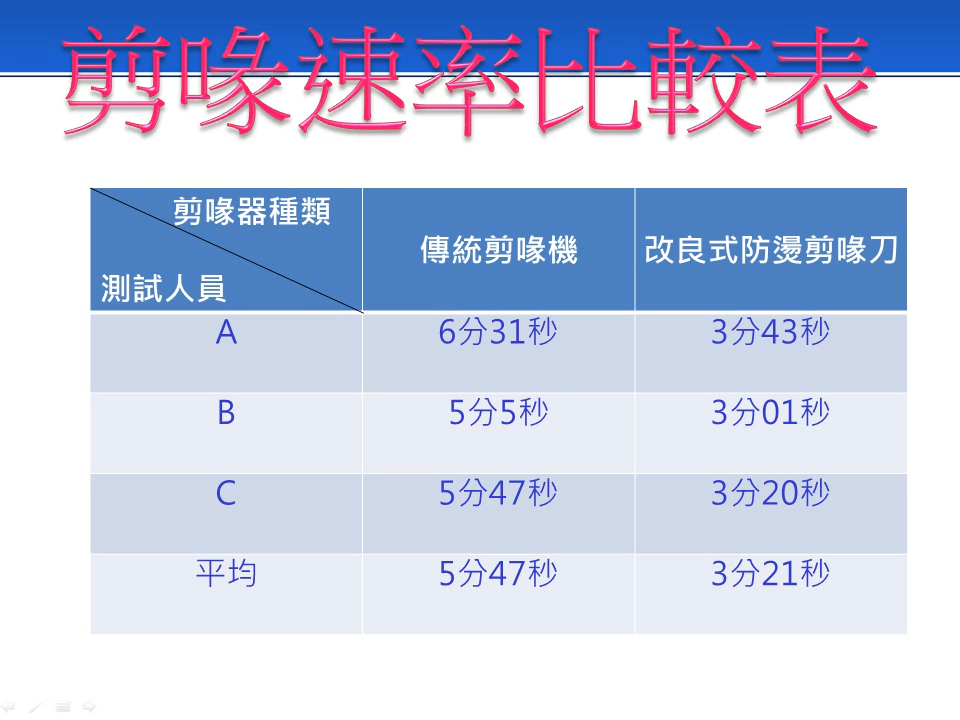 剪喙速率比較表
剪喙器種類
測試人員
傳統剪喙機
改良式防燙剪喙刀
A
6分31秒
3分43秒
B
5分5秒
3分01秒
C
5分47秒
3分20秒
平均
5分47秒
3分21秒